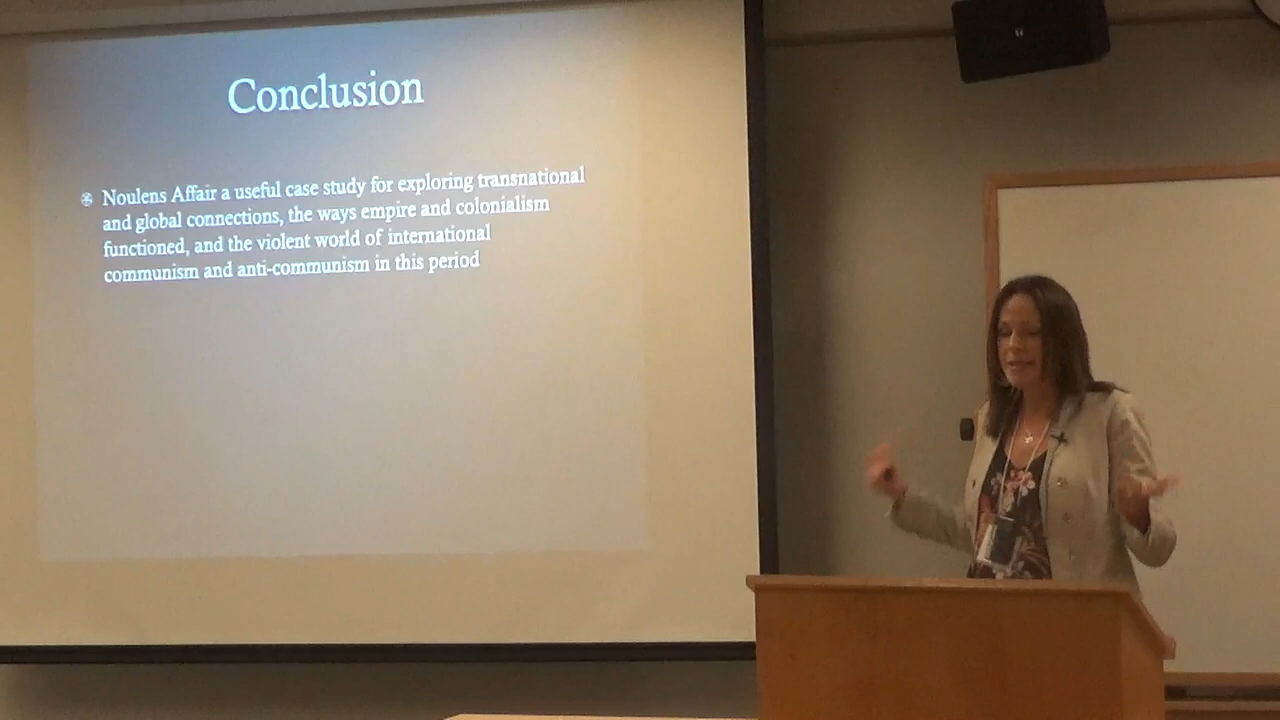 Conclusion
Noulens Affair a useful case study for exploring transnational
and global connections, the ways empire and colonialism
functioned, and the violent world of international
communism and anti-communism in this period